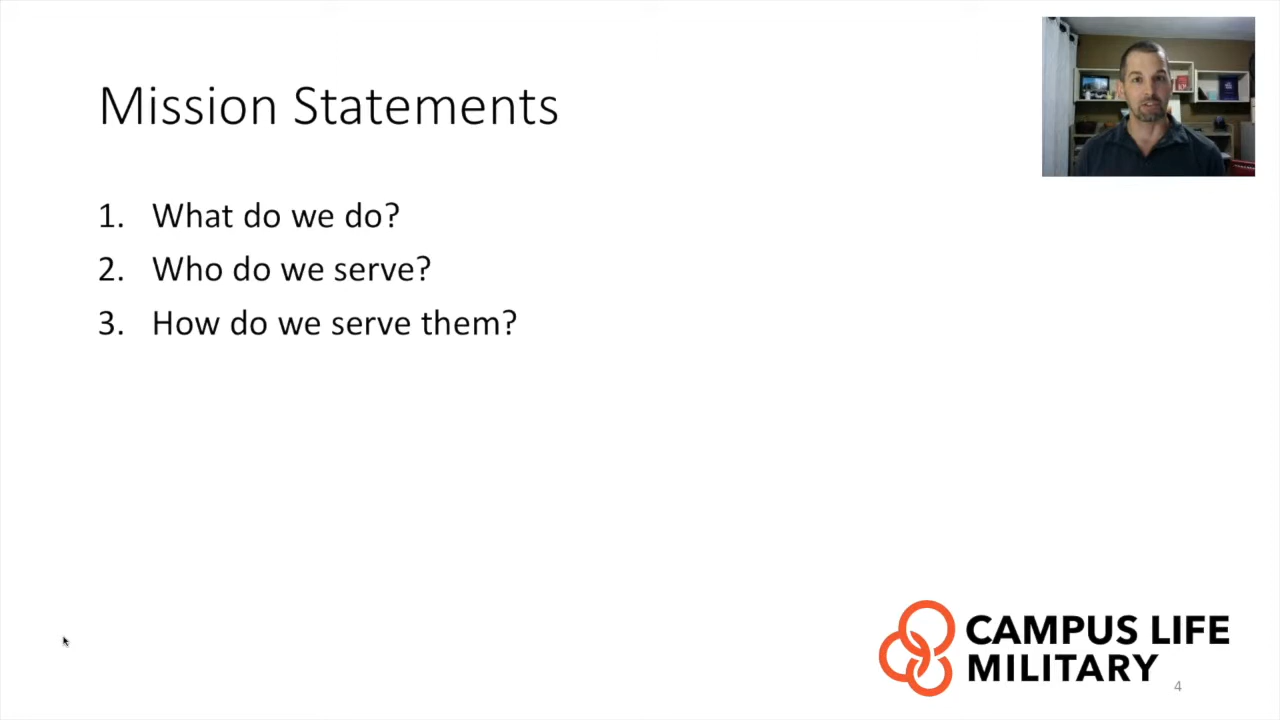 Mission Statements
1. What do we do?
2. Who do we serve?
3. How do we serve them?
CAMPUS LIFE
MILITARY
4